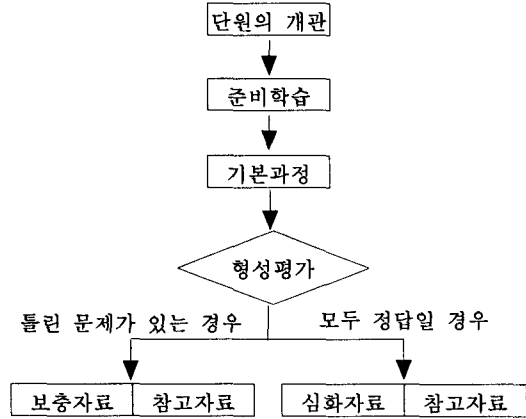 단원의 개관
준비학습
기본과정
형성평가
틀린 문제가 있는 경우
모두 정답일 경우
보충자료 참고자료 심화자료 참고자료